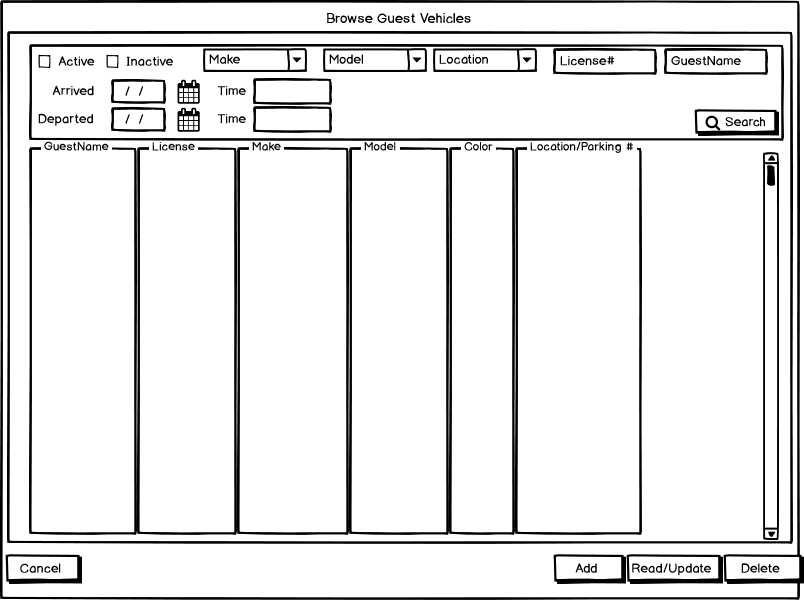 Browse Guest Vehicles
Active Inactive Make Model Location License# GuestName
Arrived / / Time
Departed / / Time
Search
GuestName License Make Model Color Location/Parking #
Cancel Add Read/Update Delete